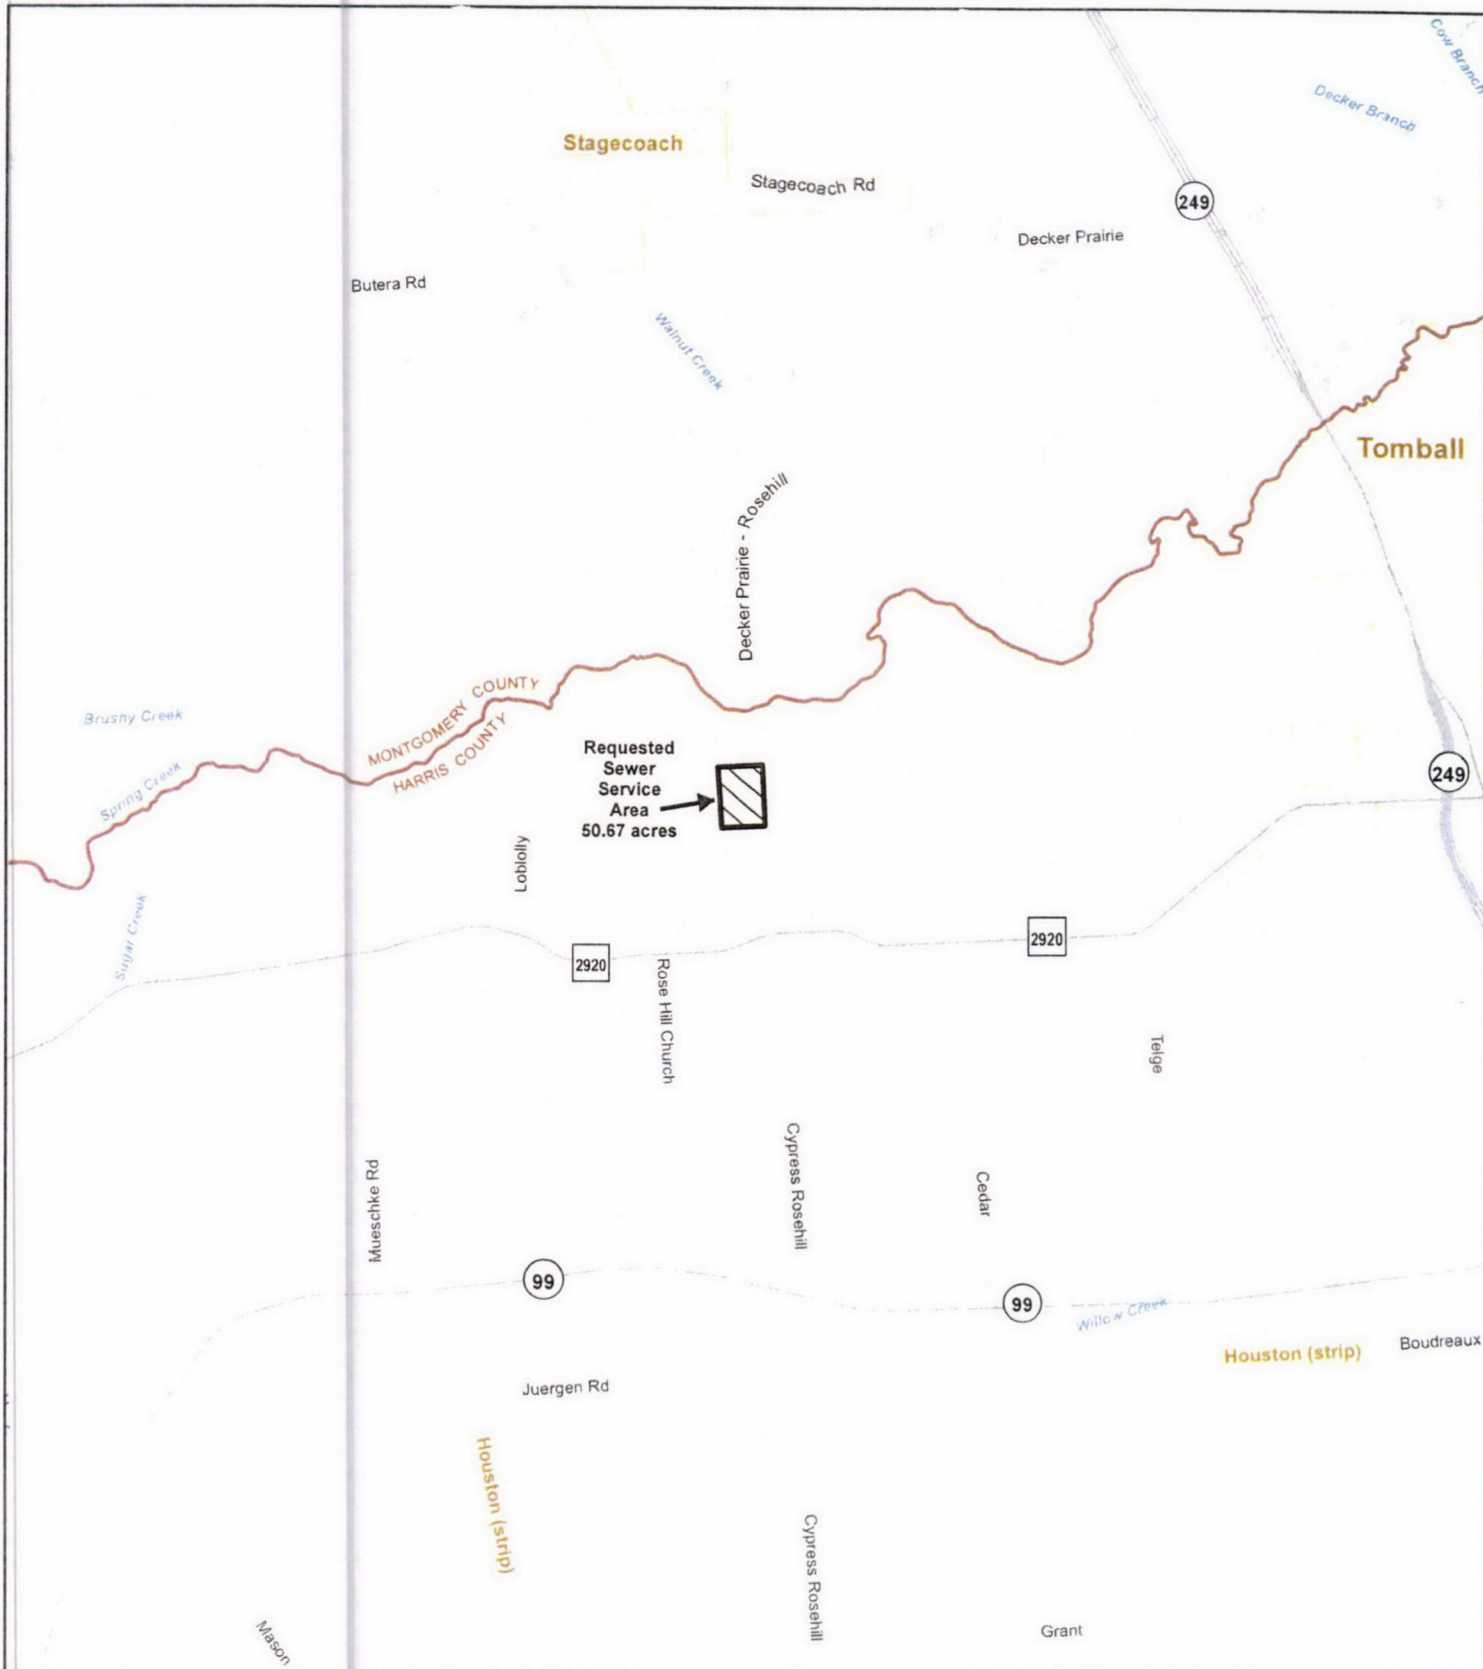 Cow Branch
Decker Branch
Stagecoach
Stagecoach Rd
249
Decker Prairie
Butera Rd
Walnut Creek
Tomball
Decker Prairie - Rosehill
MONTGOMERY COUNTY
HARRIS COUNTY
Brushy Creek
Spring Creek
Requested
Sewer
Service
Area
50.67 acres
249
Loblolly
Sugar Creek
2920
2920
Rose Hill Church
Telge
Cypress Rosehill
Cedar
Mueschke Rd
99
99
Willow Creek
Houston (strip)
Boudreaux
Juergen Rd
Houston (strip)
Cypress Rosehill
Mason
Grant